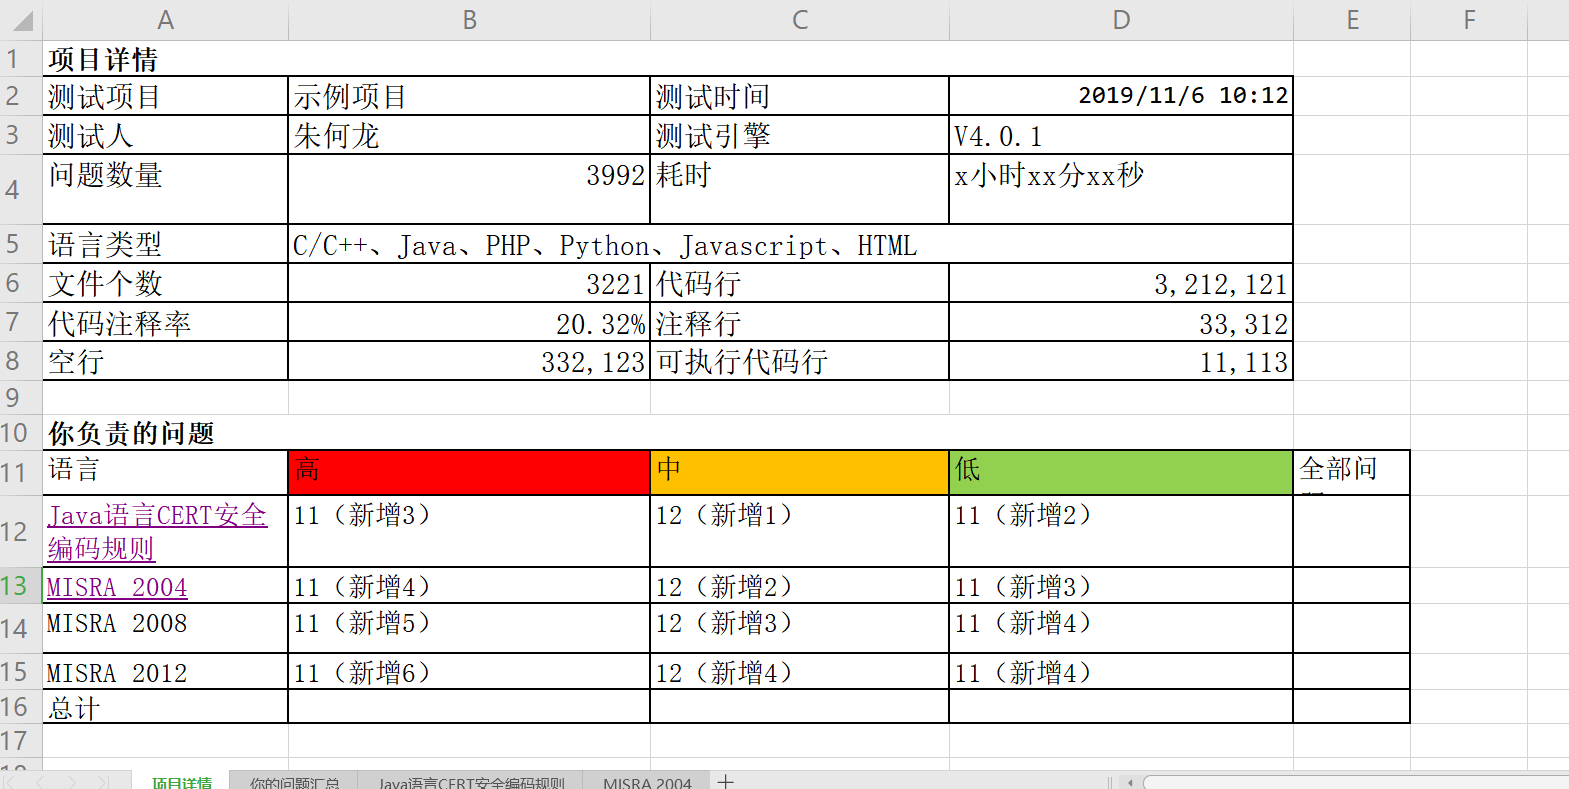 A B C D E F
1 项目详情
2 测试项目 示例项目 测试时间 2019/11/6 10:12
3 测试人 朱何龙 测试引擎 V4.0.1
4 问题数量 3992 耗时 x小时xx分xx秒
5 语言类型 C/C++、Java、PHP、Python、Javascript、HTML
6 文件个数 3221 代码行 3,212,121
7 代码注释率 20.32% 注释行 33,312
8 空行 332,123 可执行代码行 11,113
9
10 你负责的问题
11 语言 高 中 低 全部问
12 Java语言CERT安全 11（新增3） 12（新增1） 11（新增2）
编码规则
13 MISRA 2004 11（新增4） 12（新增2） 11（新增3）
14 MISRA 2008 11（新增5） 12（新增3） 11（新增4）
15 MISRA 2012 11（新增6） 12（新增4） 11（新增4）
16 总计
17
项目详情 你的问题汇总 Java语言CERT安全编码规则 MISRA 2004